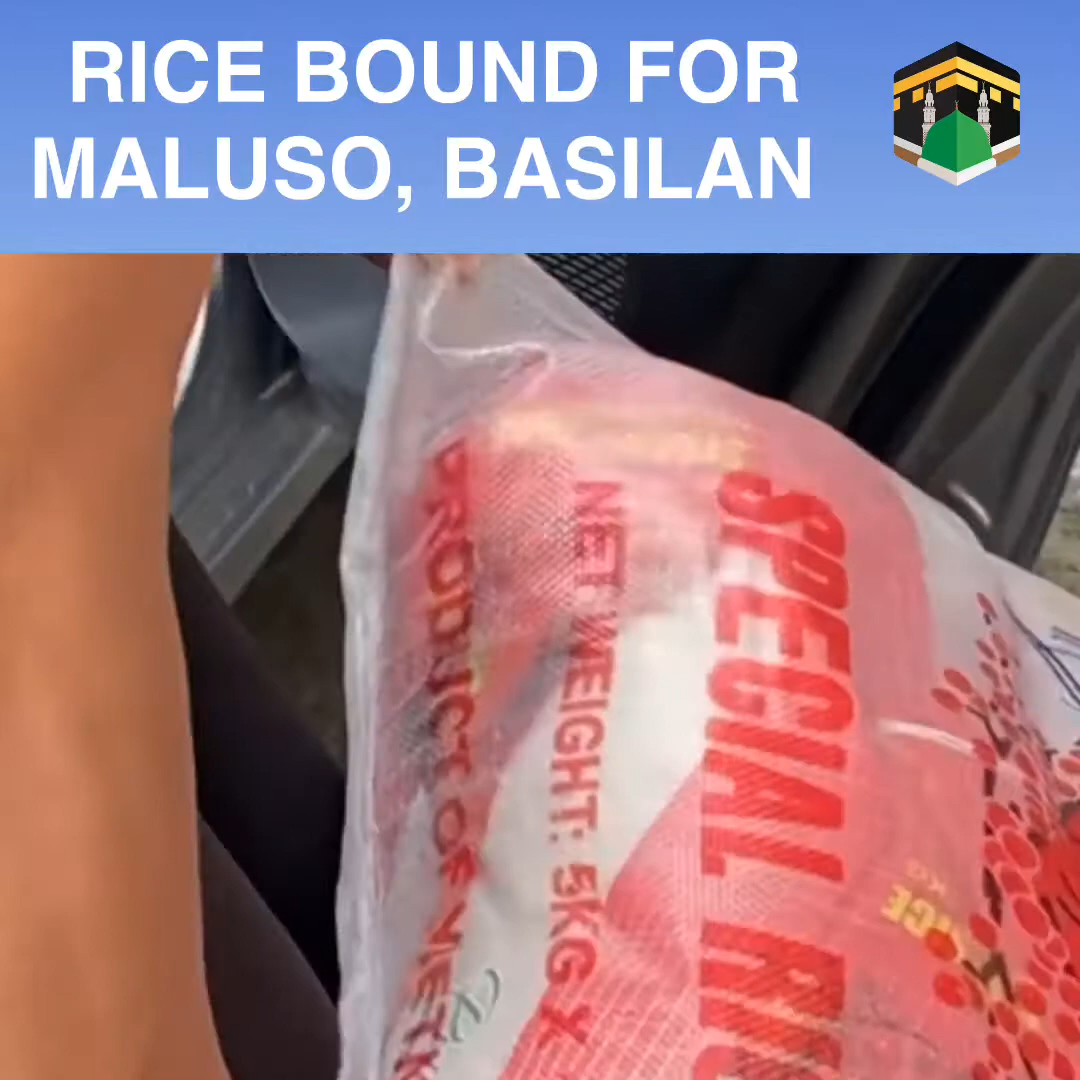 RICE BOUND FOR
MALUSO, BASILAN
SPECIAL
NET WEIGHT: 5KG X
PRODUCT OF